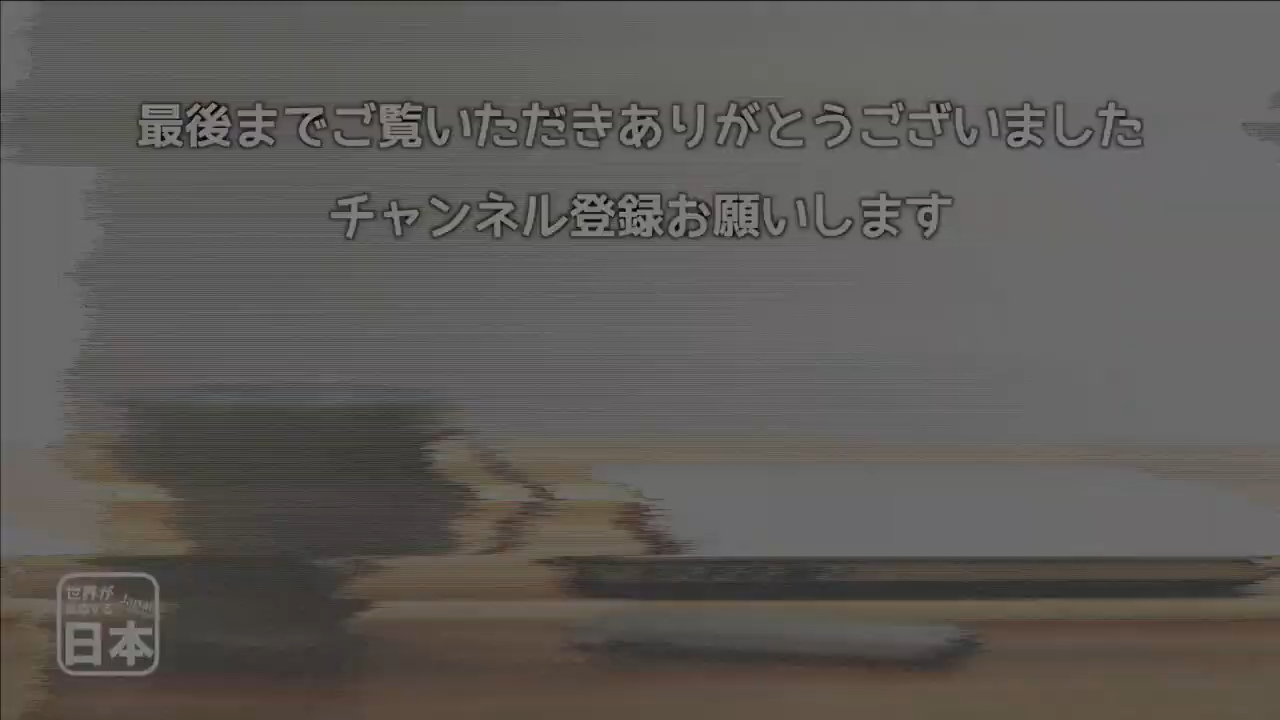 最後までご覧いただきありがとうございました
チャンネル登録お願いします
世界が
日本